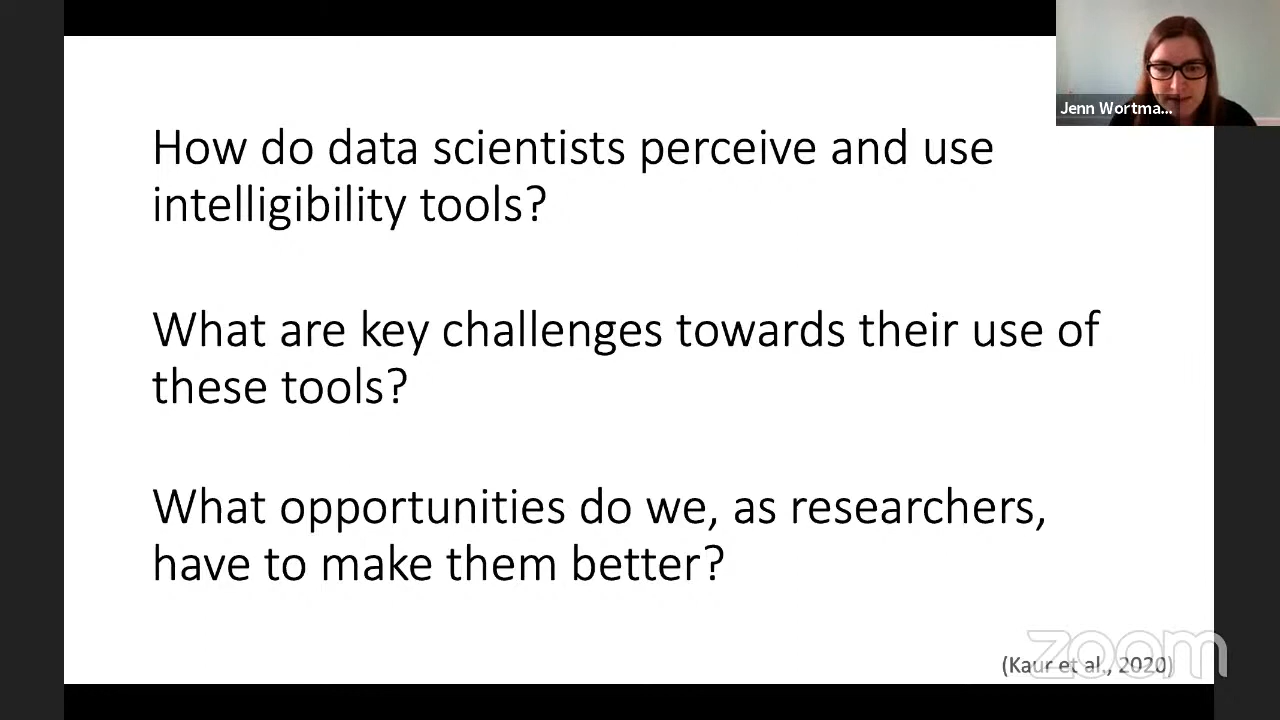 Jenn Wortma...
How do data scientists perceive and use
intelligibility tools?
What are key challenges towards their use of
these tools?
What opportunities do we, as researchers,
have to make them better?
zoom
(Kaur et al., 2020)